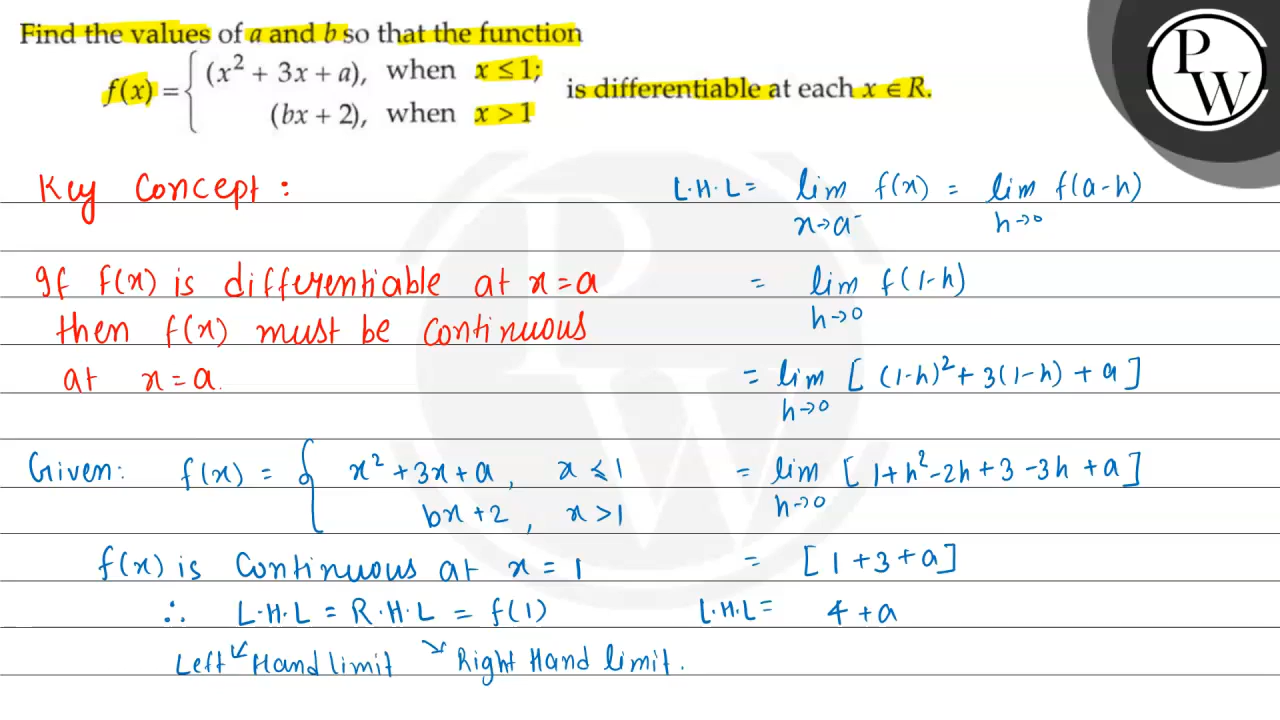 Find the values of a and b so that the function
f(x) = { (x² + 3x + a), when x ≤ 1;
(bx + 2), when x > 1
is differentiable at each x ∈ R.
P
W
Key Concept :
If f(x) is differentiable at x = a
then f(x) must be continuous
at x = a.
Given: f(x) = { x² + 3x + a, x ≤ 1
bx + 2, x > 1
f(x) is continuous at x = 1
∴ L.H.L = R.H.L = f(1)
Left Hand limit Right Hand limit.
L.H.L = lim x→a⁻ f(x) = lim h→0 f(a-h)
= lim h→0 f(1-h)
= lim h→0 [ (1-h)² + 3(1-h) + a ]
= lim h→0 [ 1 + h² - 2h + 3 - 3h + a ]
= [ 1 + 3 + a ]
L.H.L = 4 + a